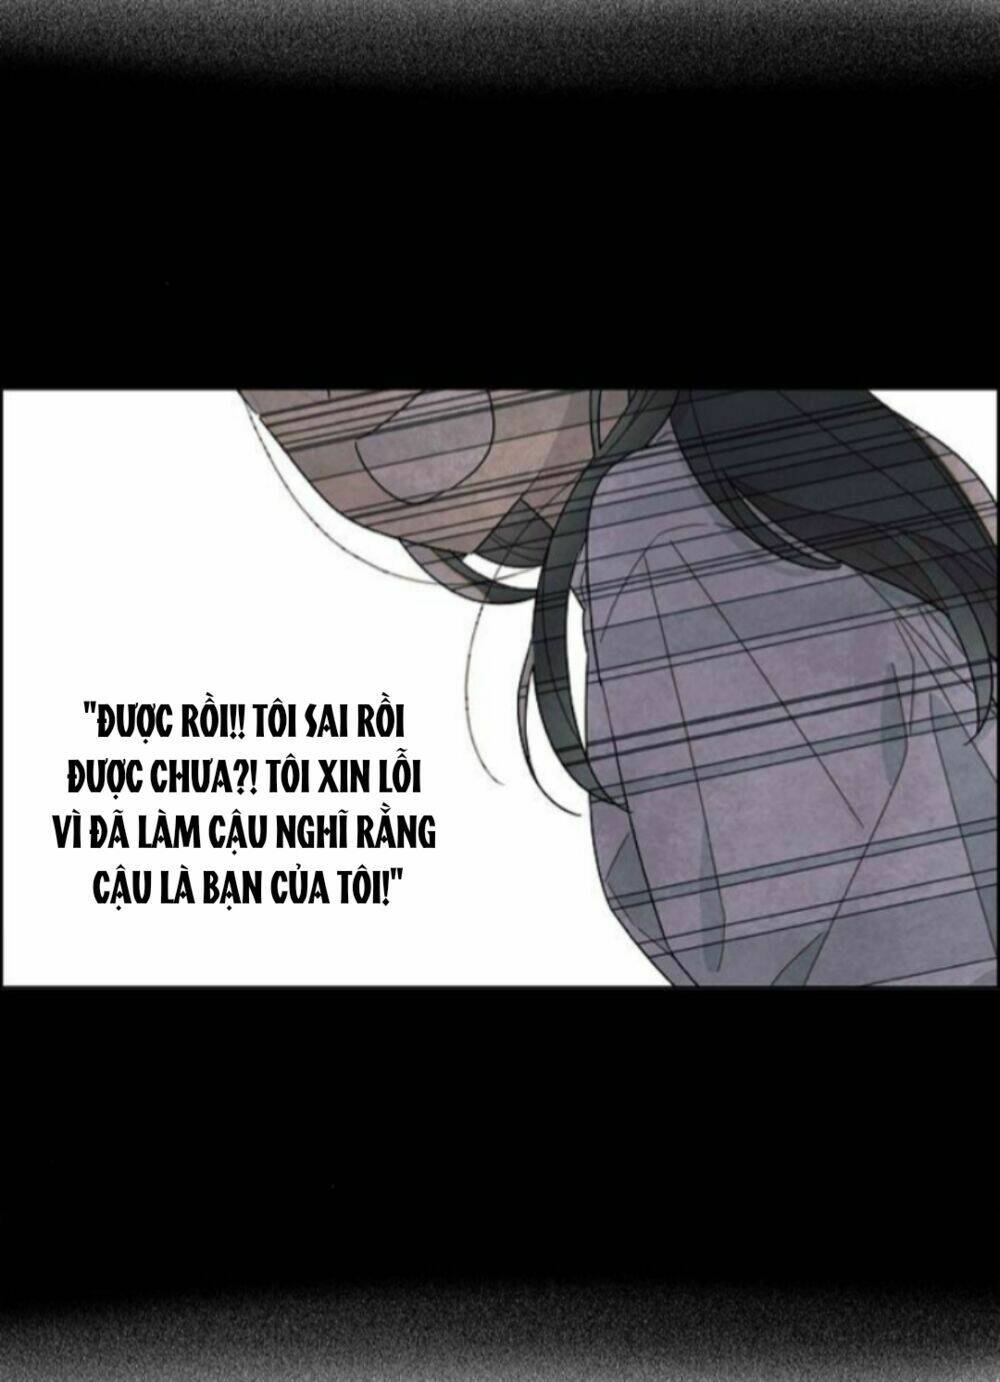 "ĐƯỢC RỒI!! TÔI SAI RỒI
ĐƯỢC CHƯA?! TÔI XIN LỖI
VÌ ĐÃ LÀM CẬU NGHĨ RẰNG
CẬU LÀ BẠN CỦA TÔI!"